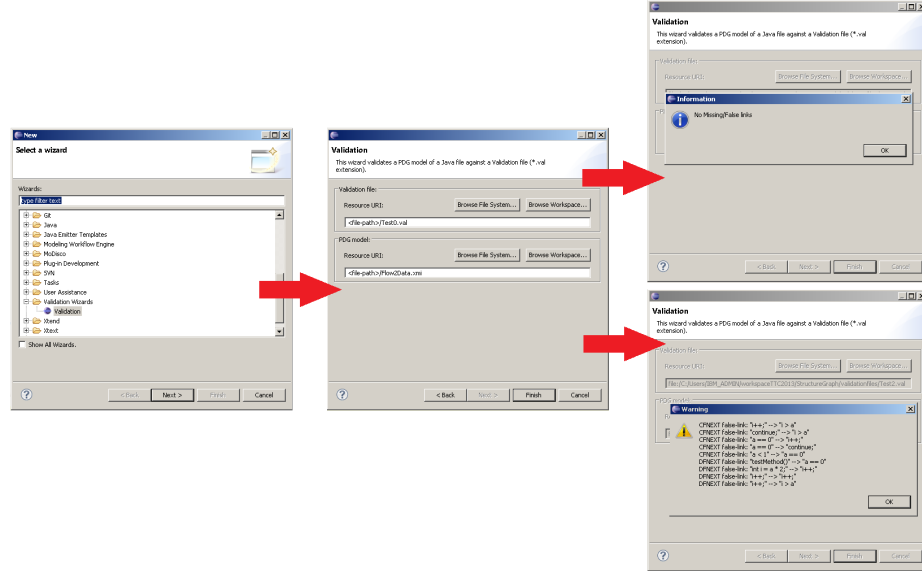 New
Select a wizard
Wizards:
type filter text
Git
Java
Java Emitter Templates
Modeling Workflow Engine
MoDisco
Plug-in Development
SVN
Tasks
User Assistance
Validation Wizards
Validation
Xtend
Xtext
Show All Wizards.
< Back
Next >
Finish
Cancel
Validation
This wizard validates a PDG model of a Java file against a Validation file (*.val
extension).
Validation file:
Resource URI:
Browse File System...
Browse Workspace...
<file-path>/Test0.val
PDG model:
Resource URI:
Browse File System...
Browse Workspace...
<file-path>/Flow2Data.xmi
< Back
Next >
Finish
Cancel
Validation
This wizard validates a PDG model of a Java file against a Validation file (*.val
extension).
Validation file:
Resource URI:
Browse File System...
Browse Workspace...
Information
No Missing/False links
OK
< Back
Next >
Finish
Cancel
Validation
This wizard validates a PDG model of a Java file against a Validation file (*.val
extension).
Validation file:
Resource URI:
Browse File System...
Browse Workspace...
file:/C:/Users/IBM_ADMIN/workspaceTTC2013/StructureGraph/validationfiles/Test2.val
PDG model:
Warning
CFNEXT false-link: "i++;" --> "i > a"
CFNEXT false-link: "continue;" --> "i > a"
CFNEXT false-link: "a == 0" --> "i++;"
CFNEXT false-link: "a == 0" --> "continue;"
CFNEXT false-link: "a < 1" --> "a == 0"
DFNEXT false-link: "testMethod()" --> "a == 0"
DFNEXT false-link: "int i = a * 2;" --> "i++;"
DFNEXT false-link: "i++;" --> "i++;"
DFNEXT false-link: "i++;" --> "i > a"
OK
< Back
Next >
Finish
Cancel